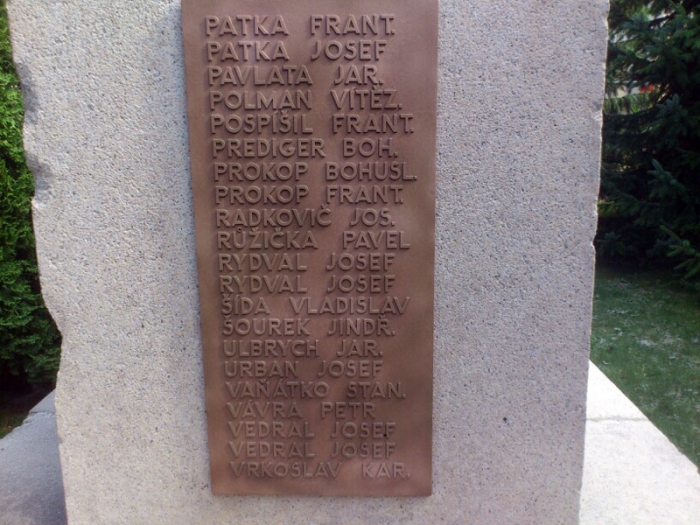 PATKA FRANT.
PATKA JOSEF
PAVLATA JAR.
POLMAN VÍTĚZ.
POSPÍŠIL FRANT.
PREDIGER BOH.
PROKOP BOHUSL.
PROKOP FRANT.
RADKOVIČ JOS.
RŮŽIČKA PAVEL
RYDVAL JOSEF
RYDVAL JOSEF
ŠÍDA VLADISLAV
ŠOUREK JINDŘ.
ULBRYCH JAR.
URBAN JOSEF
VAŇÁTKO STAN.
VÁVRA PETR
VEDRAL JOSEF
VEDRAL JOSEF
VRKOSLAV KAR.